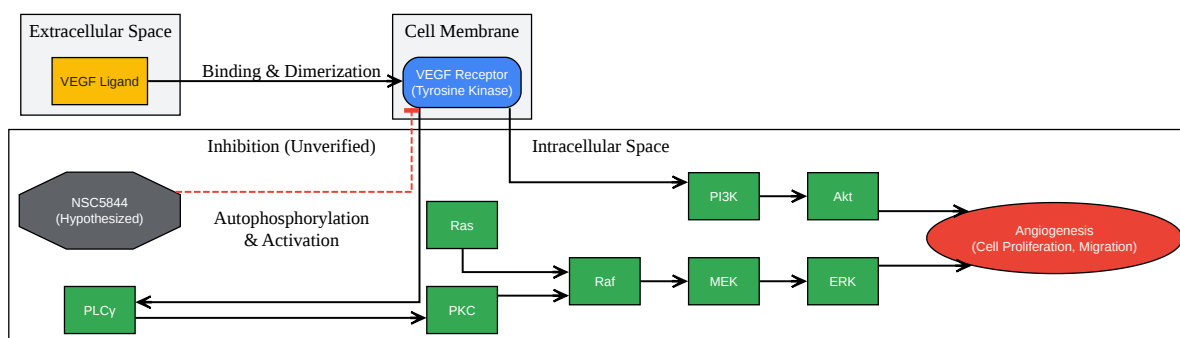 Extracellular Space
Cell Membrane
VEGF Ligand
Binding & Dimerization
VEGF Receptor
(Tyrosine Kinase)
Inhibition (Unverified)
Intracellular Space
NSC5844
(Hypothesized)
PI3K
Akt
Autophosphorylation
& Activation
Ras
Angiogenesis
(Cell Proliferation, Migration)
Raf
MEK
ERK
PLCγ
PKC